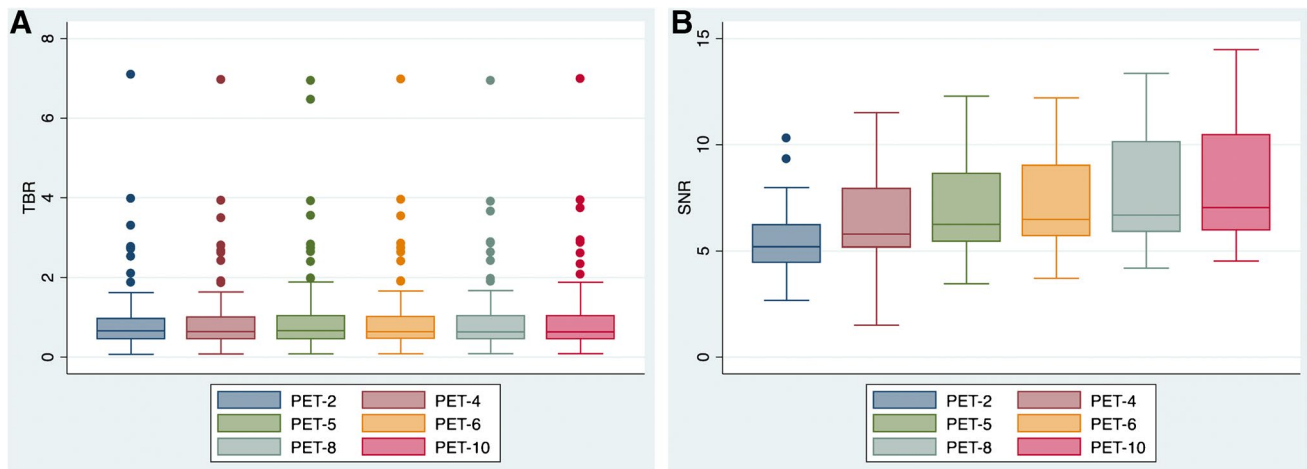 A
TBR
8
6
4
2
0
PET-2 PET-4
PET-5 PET-6
PET-8 PET-10
B
SNR
15
10
5
0
PET-2 PET-4
PET-5 PET-6
PET-8 PET-10